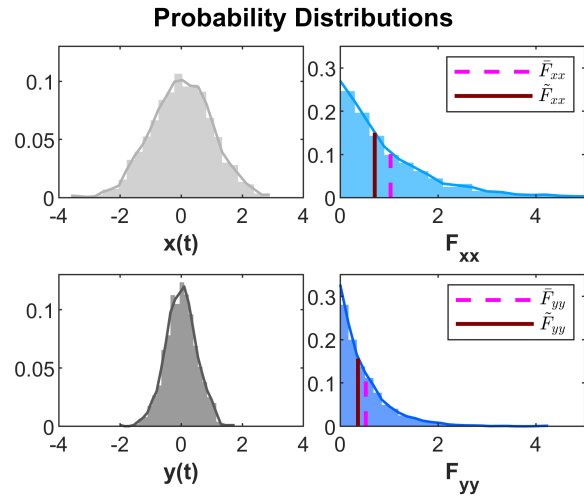 Probability Distributions
0.1
0.05
0
-4 -2 0 2 4
x(t)
0.3
0.2
0.1
0
0 2 4
F̄xx
F̃xx
Fxx
0.1
0.05
0
-4 -2 0 2 4
y(t)
0.3
0.2
0.1
0
0 2 4
F̄yy
F̃yy
Fyy